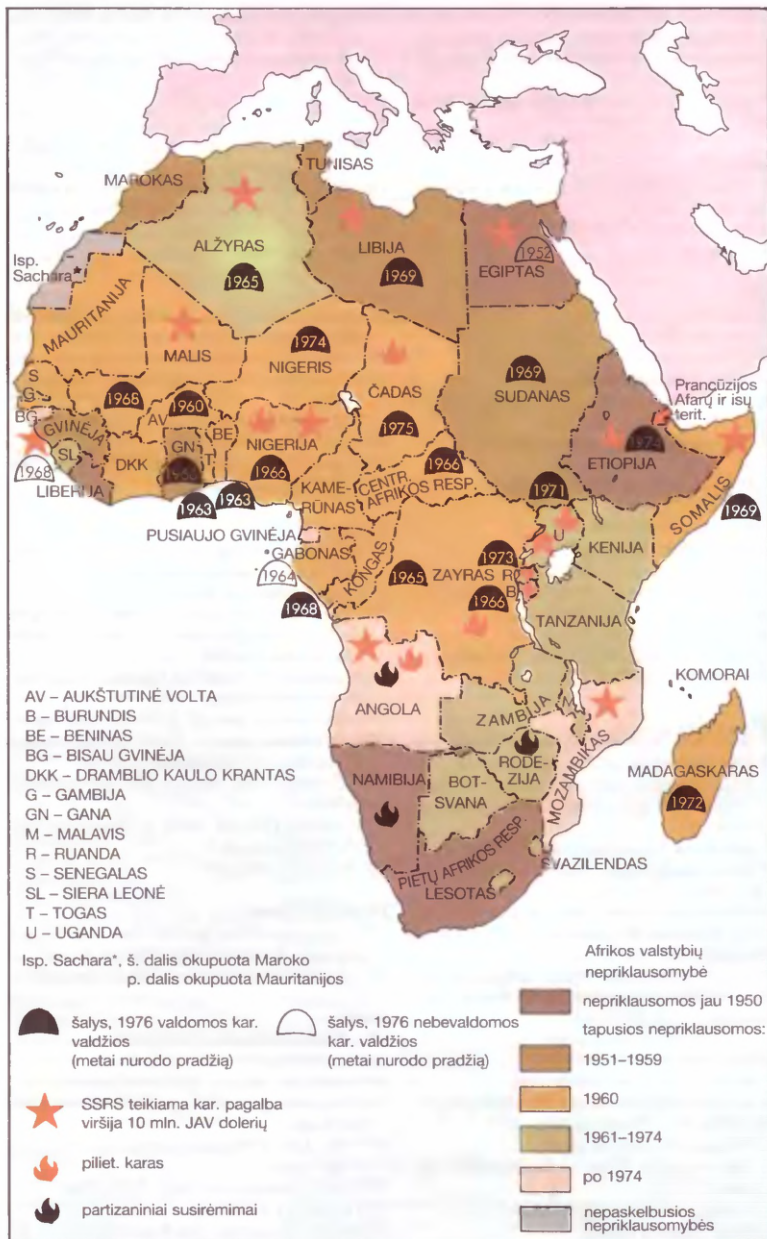 MAROKAS
TUNISAS
ALŽYRAS
1965
LIBIJA
1969
EGIPTAS
1952
Isp.
Sachara*
MAURITANIJA
MALIS
1968
NIGERIS
1974
ČADAS
1975
SUDANAS
1969
Prancūzijos
Afarų ir isų
terit.
ETIOPIJA
1974
SOMALIS
1969
S
G
BG
1968
GVINĖJA
SL
LIBERIJA
DKK
AV
1960
GN
T
BE
NIGERIJA
1966
1963
1963
KAME-
RŪNAS
CENTR.
AFRIKOS RESP.
1966
1971
PUSIAUJO GVINĖJA
GABONAS
1964
KONGAS
1968
ZAYRAS
1965
1973
1966
R
B
U
KENIJA
TANZANIJA
ANGOLA
ZAMBIJA
M
KOMORAI
NAMIBIJA
BOT-
SVANA
RODE-
ZIJA
MOZAMBIKAS
MADAGASKARAS
1972
PIETŲ AFRIKOS RESP.
LESOTAS
SVAZILENDAS
AV – AUKŠTUTINĖ VOLTA
B – BURUNDIS
BE – BENINAS
BG – BISAU GVINĖJA
DKK – DRAMBLIO KAULO KRANTAS
G – GAMBIJA
GN – GANA
M – MALAVIS
R – RUANDA
S – SENEGALAS
SL – SIERA LEONĖ
T – TOGAS
U – UGANDA
Isp. Sachara*, š. dalis okupuota Maroko
p. dalis okupuota Mauritanijos
šalys, 1976 valdomos kar.
valdžios
(metai nurodo pradžią)
šalys, 1976 nebevaldomos
kar. valdžios
(metai nurodo pradžią)
SSRS teikiama kar. pagalba
viršija 10 mln. JAV dolerių
piliet. karas
partizaniniai susirėmimai
Afrikos valstybių
nepriklausomybė
nepriklausomos jau 1950
tapusios nepriklausomos:
1951–1959
1960
1961–1974
po 1974
nepaskelbusios
nepriklausomybės